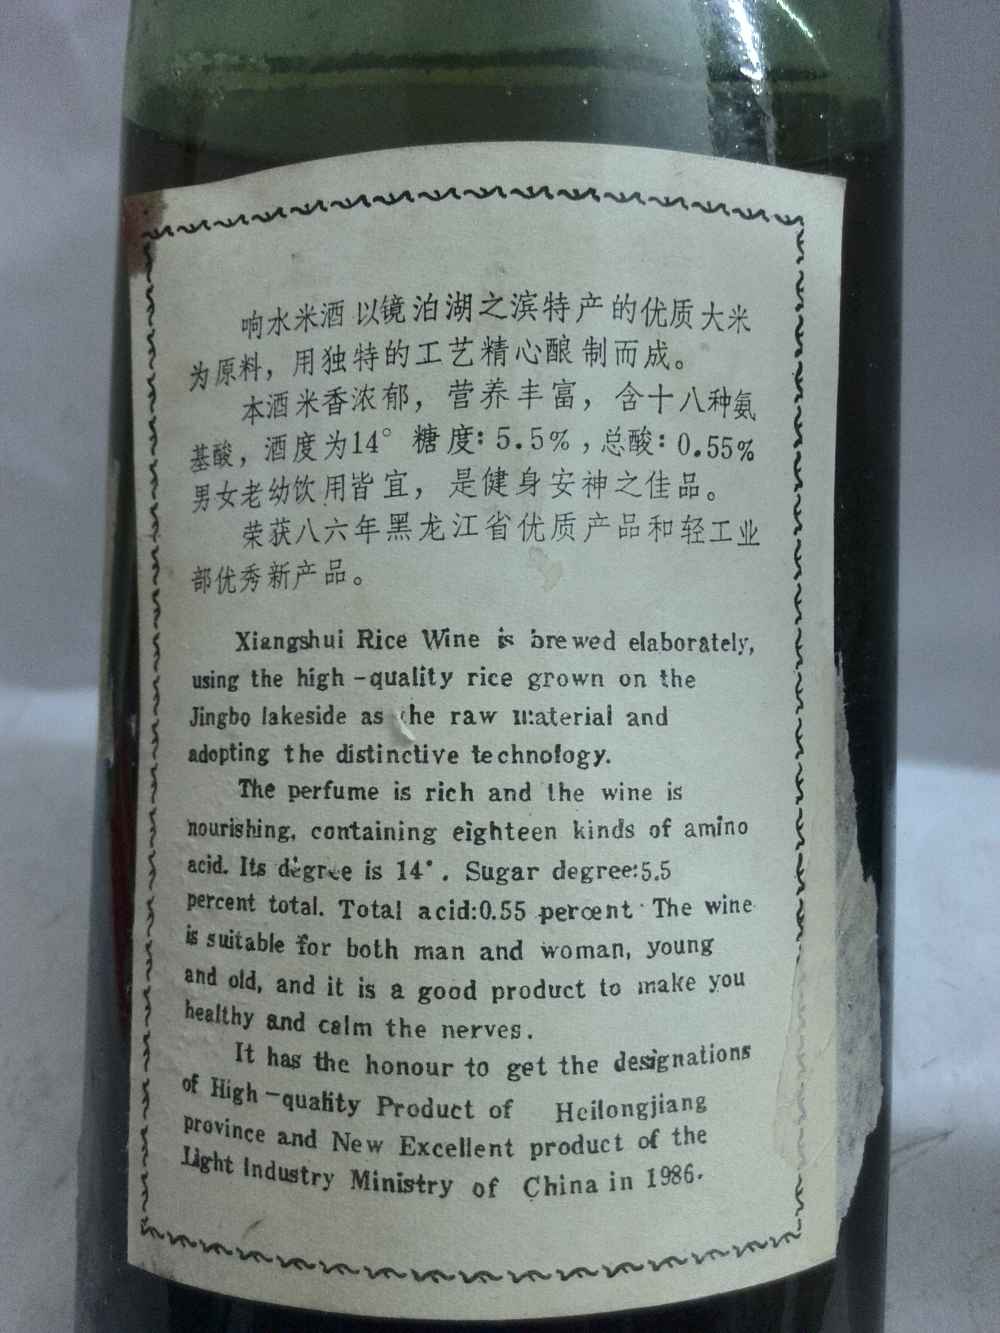 响水米酒以镜泊湖之滨特产的优质大米
为原料，用独特的工艺精心酿制而成。
本酒米香浓郁，营养丰富，含十八种氨
基酸，酒度为14° 糖度：5.5%，总酸：0.55%
男女老幼饮用皆宜，是健身安神之佳品。
荣获八六年黑龙江省优质产品和轻工业
部优秀新产品。
Xiangshui Rice Wine is brewed elaborately,
using the high-quality rice grown on the
Jingbo lakeside as the raw material and
adopting the distinctive technology.
The perfume is rich and the wine is
nourishing, containing eighteen kinds of amino
acid. Its degree is 14°. Sugar degree:5.5
percent total. Total acid:0.55 percent The wine
is suitable for both man and woman, young
and old, and it is a good product to make you
healthy and calm the nerves.
It has the honour to get the designations
of High-quality Product of Heilongjiang
province and New Excellent product of the
Light Industry Ministry of China in 1986.